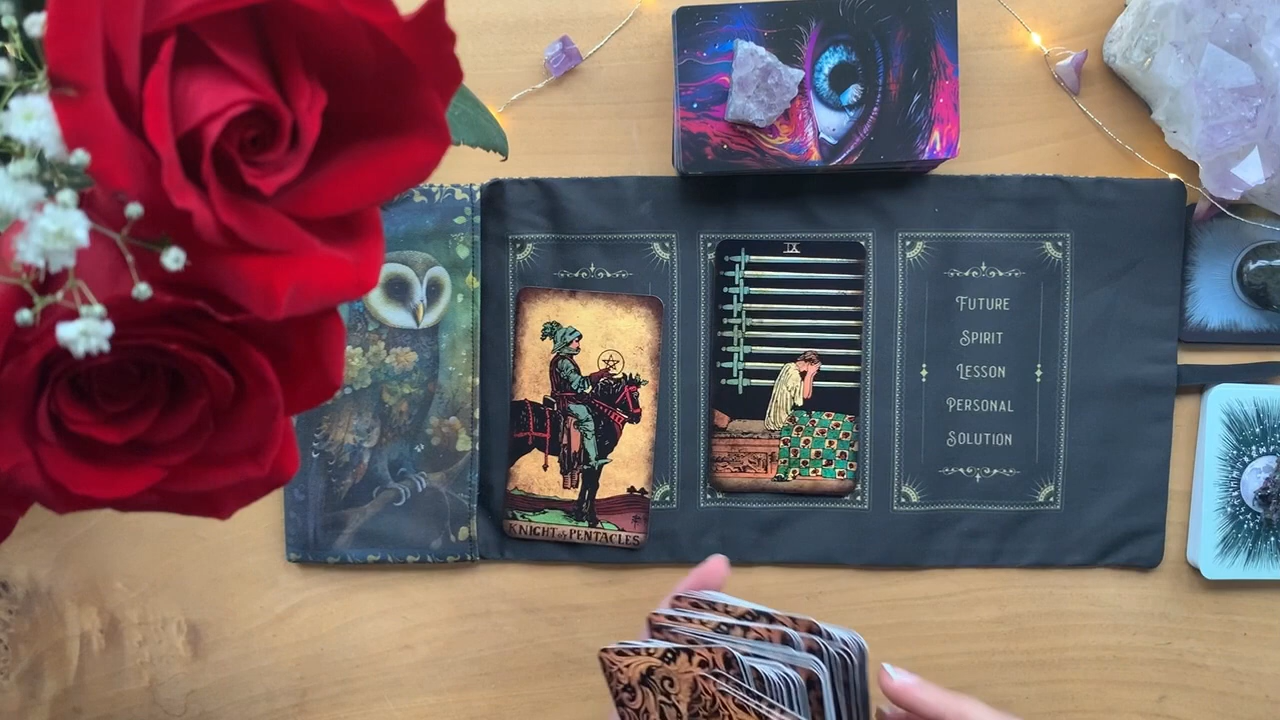 KNIGHT of PENTACLES
IX
FUTURE
SPIRIT
LESSON
PERSONAL
SOLUTION